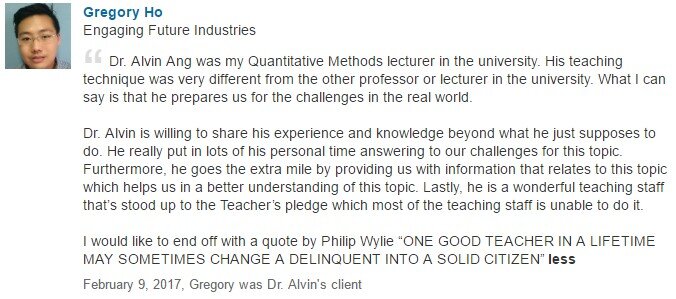 Gregory Ho
Engaging Future Industries
“ Dr. Alvin Ang was my Quantitative Methods lecturer in the university. His teaching
technique was very different from the other professor or lecturer in the university. What I can
say is that he prepares us for the challenges in the real world.
Dr. Alvin is willing to share his experience and knowledge beyond what he just supposes to
do. He really put in lots of his personal time answering to our challenges for this topic.
Furthermore, he goes the extra mile by providing us with information that relates to this topic
which helps us in a better understanding of this topic. Lastly, he is a wonderful teaching staff
that’s stood up to the Teacher’s pledge which most of the teaching staff is unable to do it.
I would like to end off with a quote by Philip Wylie “ONE GOOD TEACHER IN A LIFETIME
MAY SOMETIMES CHANGE A DELINQUENT INTO A SOLID CITIZEN” less
February 9, 2017, Gregory was Dr. Alvin's client